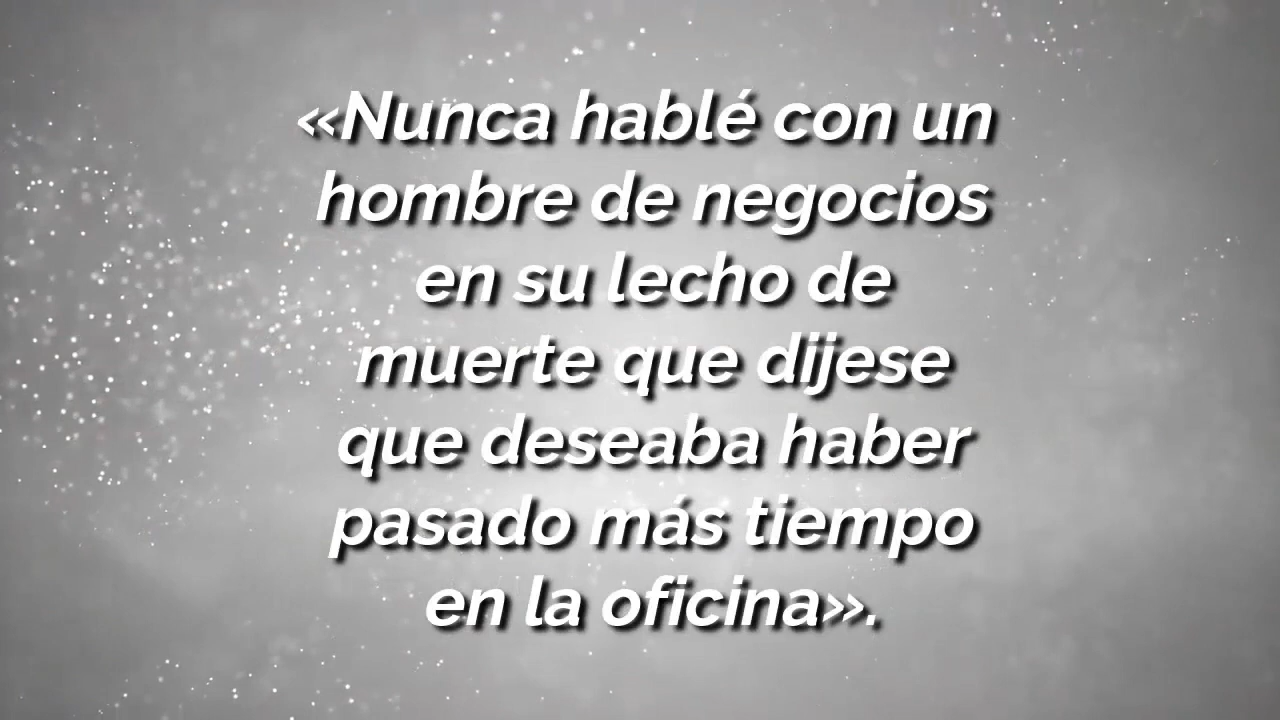 «Nunca hablé con un
hombre de negocios
en su lecho de
muerte que dijese
que deseaba haber
pasado más tiempo
en la oficina».